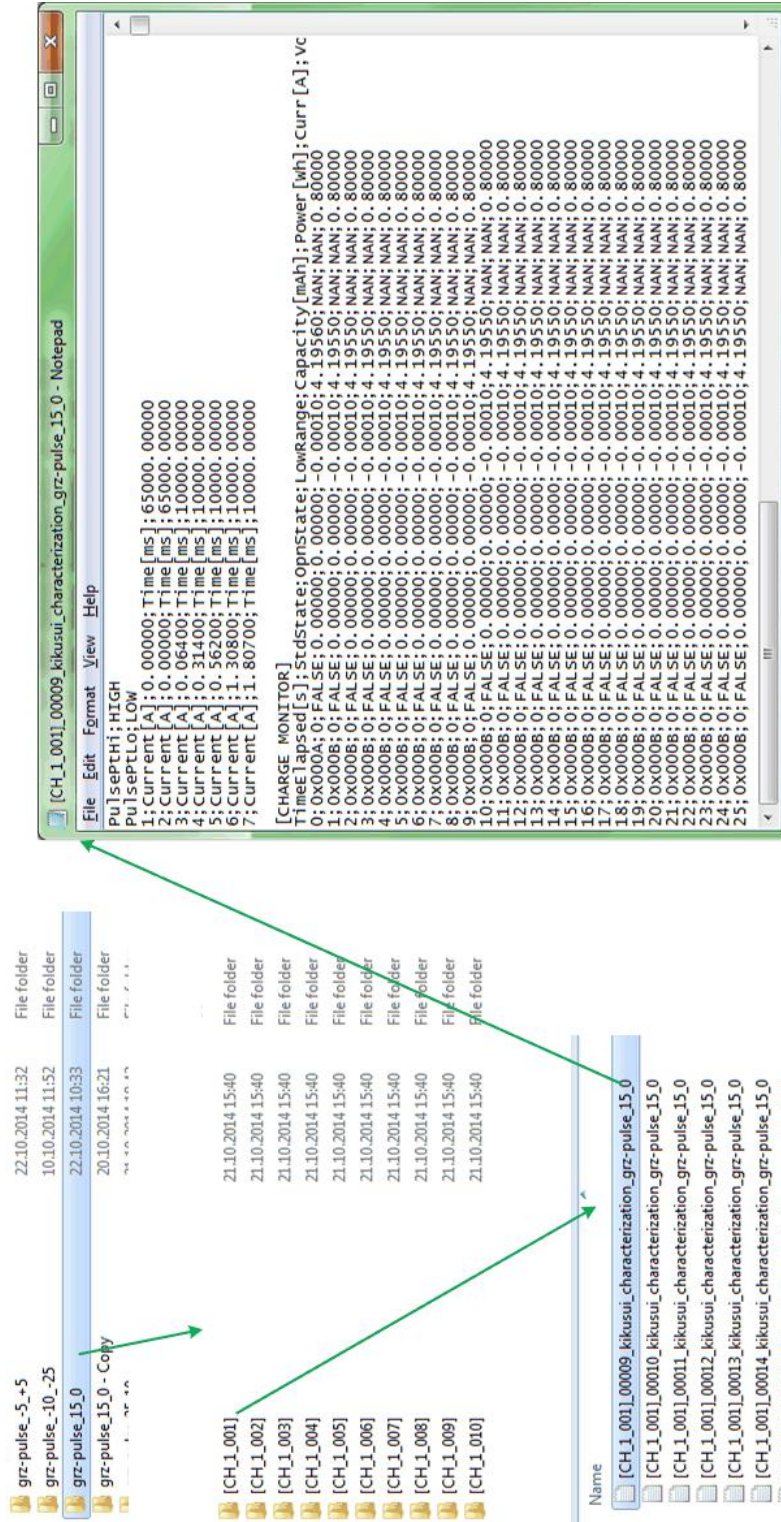 grz-pulse_-5_+5 22.10.2014 11:32 File folder
grz-pulse_-10_-25 10.10.2014 11:52 File folder
grz-pulse_15_0 22.10.2014 10:33 File folder
grz-pulse_15_0 - Copy 20.10.2014 16:21 File folder
[CH_1_001] 21.10.2014 15:40 File folder
[CH_1_002] 21.10.2014 15:40 File folder
[CH_1_003] 21.10.2014 15:40 File folder
[CH_1_004] 21.10.2014 15:40 File folder
[CH_1_005] 21.10.2014 15:40 File folder
[CH_1_006] 21.10.2014 15:40 File folder
[CH_1_007] 21.10.2014 15:40 File folder
[CH_1_008] 21.10.2014 15:40 File folder
[CH_1_009] 21.10.2014 15:40 File folder
[CH_1_010] 21.10.2014 15:40 File folder
Name
[CH_1_001]_00009_kikusui_characterization_grz-pulse_15_0
[CH_1_001]_00010_kikusui_characterization_grz-pulse_15_0
[CH_1_001]_00011_kikusui_characterization_grz-pulse_15_0
[CH_1_001]_00012_kikusui_characterization_grz-pulse_15_0
[CH_1_001]_00013_kikusui_characterization_grz-pulse_15_0
[CH_1_001]_00014_kikusui_characterization_grz-pulse_15_0
[CH_1_001]_00009_kikusui_characterization_grz-pulse_15_0 - Notepad
File Edit Format View Help
PulsePtHi;HIGH
PulsePtLo;LOW
1;Current[A];0.00000;Time[ms];65000.00000
2;Current[A];0.00000;Time[ms];65000.00000
3;Current[A];0.06400;Time[ms];10000.00000
4;Current[A];0.31400;Time[ms];10000.00000
5;Current[A];0.56200;Time[ms];10000.00000
6;Current[A];1.30800;Time[ms];10000.00000
7;Current[A];1.80700;Time[ms];10000.00000
[CHARGE MONITOR]
TimeElapsed[s];StdState;OpnState;LowRange;Capacity[mAh];Power[Wh];Curr[A];Vo
0;0x000A;0;FALSE;0.00000;0.00000;-0.00010;4.19560;NAN;NAN;0.80000
1;0x000B;0;FALSE;0.00000;0.00000;-0.00010;4.19550;NAN;NAN;0.80000
2;0x000B;0;FALSE;0.00000;0.00000;-0.00010;4.19550;NAN;NAN;0.80000
3;0x000B;0;FALSE;0.00000;0.00000;-0.00010;4.19550;NAN;NAN;0.80000
4;0x000B;0;FALSE;0.00000;0.00000;-0.00010;4.19550;NAN;NAN;0.80000
5;0x000B;0;FALSE;0.00000;0.00000;-0.00010;4.19550;NAN;NAN;0.80000
6;0x000B;0;FALSE;0.00000;0.00000;-0.00010;4.19550;NAN;NAN;0.80000
7;0x000B;0;FALSE;0.00000;0.00000;-0.00010;4.19550;NAN;NAN;0.80000
8;0x000B;0;FALSE;0.00000;0.00000;-0.00010;4.19550;NAN;NAN;0.80000
9;0x000B;0;FALSE;0.00000;0.00000;-0.00010;4.19550;NAN;NAN;0.80000
10;0x000B;0;FALSE;0.00000;0.00000;-0.00010;4.19550;NAN;NAN;0.80000
11;0x000B;0;FALSE;0.00000;0.00000;-0.00010;4.19550;NAN;NAN;0.80000
12;0x000B;0;FALSE;0.00000;0.00000;-0.00010;4.19550;NAN;NAN;0.80000
13;0x000B;0;FALSE;0.00000;0.00000;-0.00010;4.19550;NAN;NAN;0.80000
14;0x000B;0;FALSE;0.00000;0.00000;-0.00010;4.19550;NAN;NAN;0.80000
15;0x000B;0;FALSE;0.00000;0.00000;-0.00010;4.19550;NAN;NAN;0.80000
16;0x000B;0;FALSE;0.00000;0.00000;-0.00010;4.19550;NAN;NAN;0.80000
17;0x000B;0;FALSE;0.00000;0.00000;-0.00010;4.19550;NAN;NAN;0.80000
18;0x000B;0;FALSE;0.00000;0.00000;-0.00010;4.19550;NAN;NAN;0.80000
19;0x000B;0;FALSE;0.00000;0.00000;-0.00010;4.19550;NAN;NAN;0.80000
20;0x000B;0;FALSE;0.00000;0.00000;-0.00010;4.19550;NAN;NAN;0.80000
21;0x000B;0;FALSE;0.00000;0.00000;-0.00010;4.19550;NAN;NAN;0.80000
22;0x000B;0;FALSE;0.00000;0.00000;-0.00010;4.19550;NAN;NAN;0.80000
23;0x000B;0;FALSE;0.00000;0.00000;-0.00010;4.19550;NAN;NAN;0.80000
24;0x000B;0;FALSE;0.00000;0.00000;-0.00010;4.19550;NAN;NAN;0.80000
25;0x000B;0;FALSE;0.00000;0.00000;-0.00010;4.19550;NAN;NAN;0.80000